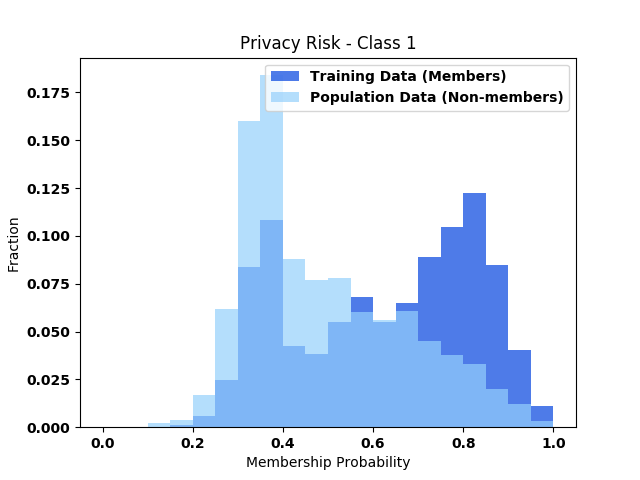 Privacy Risk - Class 1
Training Data (Members)
Population Data (Non-members)
0.175
0.150
0.125
0.100
0.075
0.050
0.025
0.000
Fraction
0.0 0.2 0.4 0.6 0.8 1.0
Membership Probability